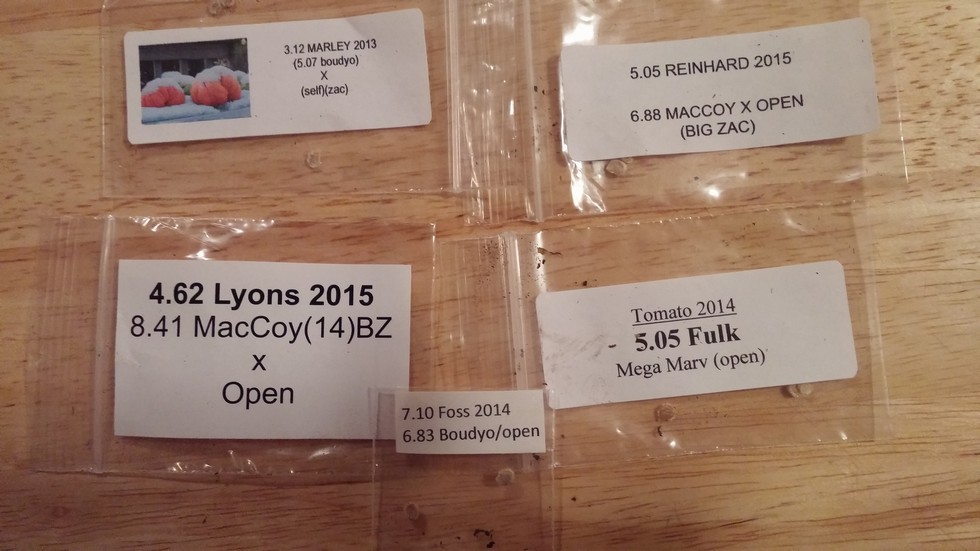 3.12 MARLEY 2013
(5.07 boudyo)
X
(self)(zac)
5.05 REINHARD 2015
6.88 MACCOY X OPEN
(BIG ZAC)
4.62 Lyons 2015
8.41 MacCoy(14)BZ
x
Open
Tomato 2014
5.05 Fulk
Mega Marv (open)
7.10 Foss 2014
6.83 Boudyo/open